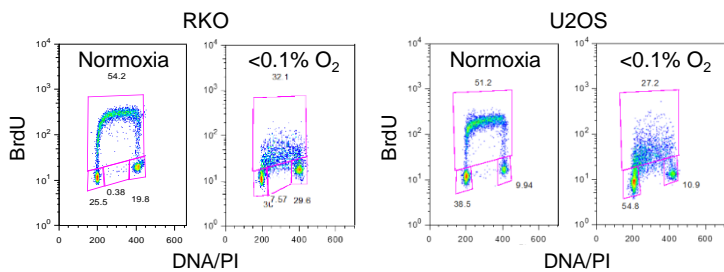 RKO
U2OS
Normoxia
<0.1% O₂
Normoxia
<0.1% O₂
54.2
32.1
51.2
27.2
BrdU
BrdU
10⁴
10³
10²
10¹
10⁰
10⁴
10³
10²
10¹
10⁰
10⁴
10³
10²
10¹
10⁰
10⁴
10³
10²
10¹
10⁰
25.5
0.38
19.8
7.57
29.6
38.5
9.94
54.8
10.9
0 200 400 600
0 200 400 600
0 200 400 600
0 200 400 600
DNA/PI
DNA/PI